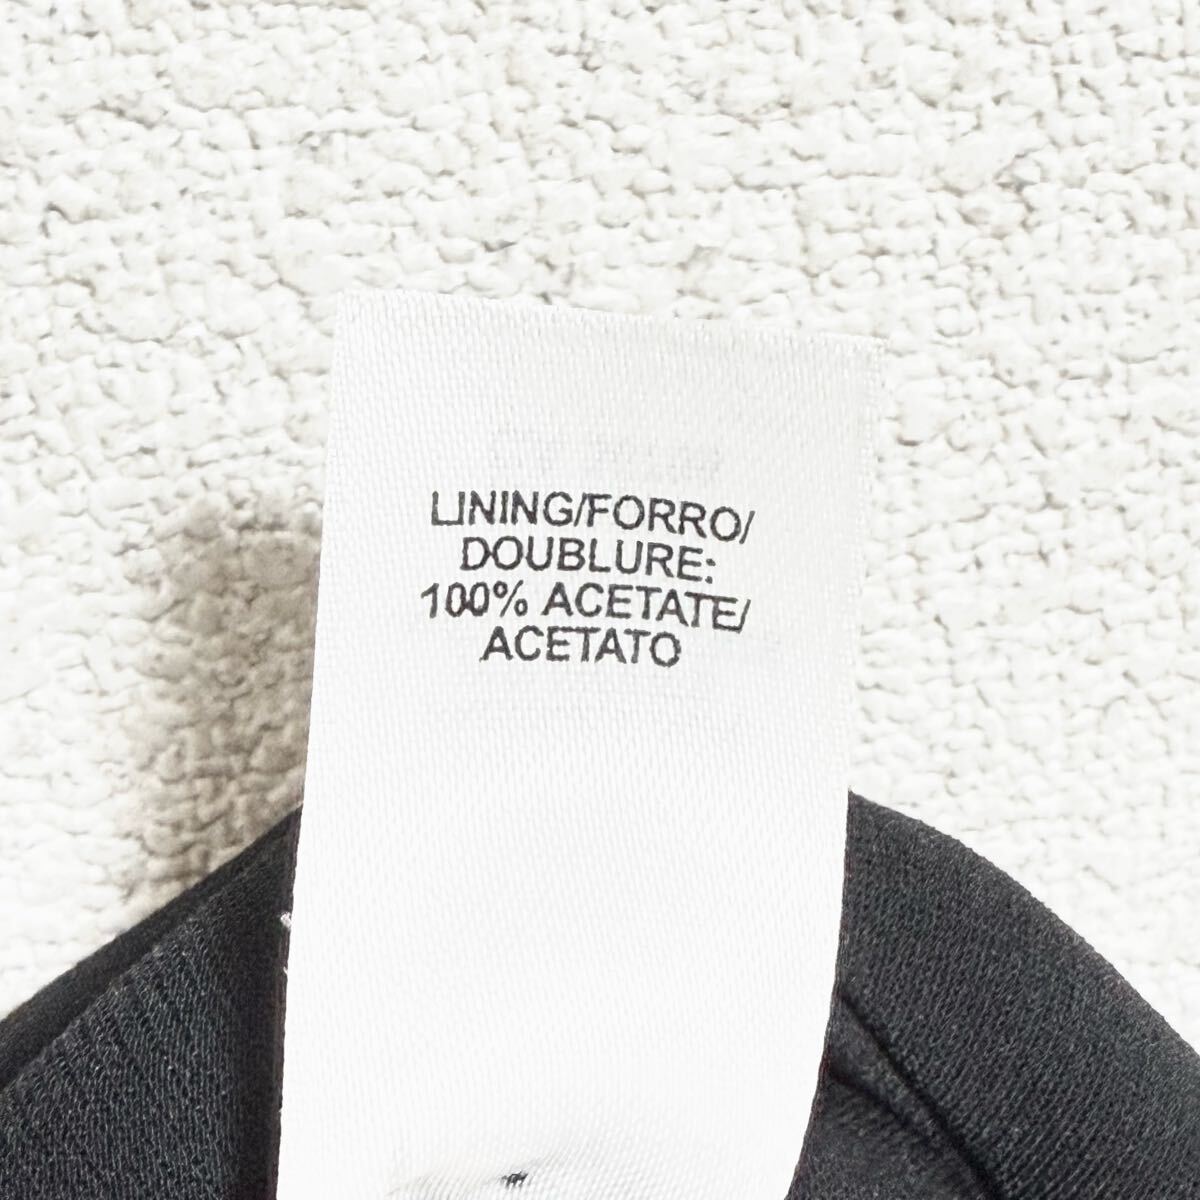 LINING/FORRO/
DOUBLURE:
100% ACETATE/
ACETATO